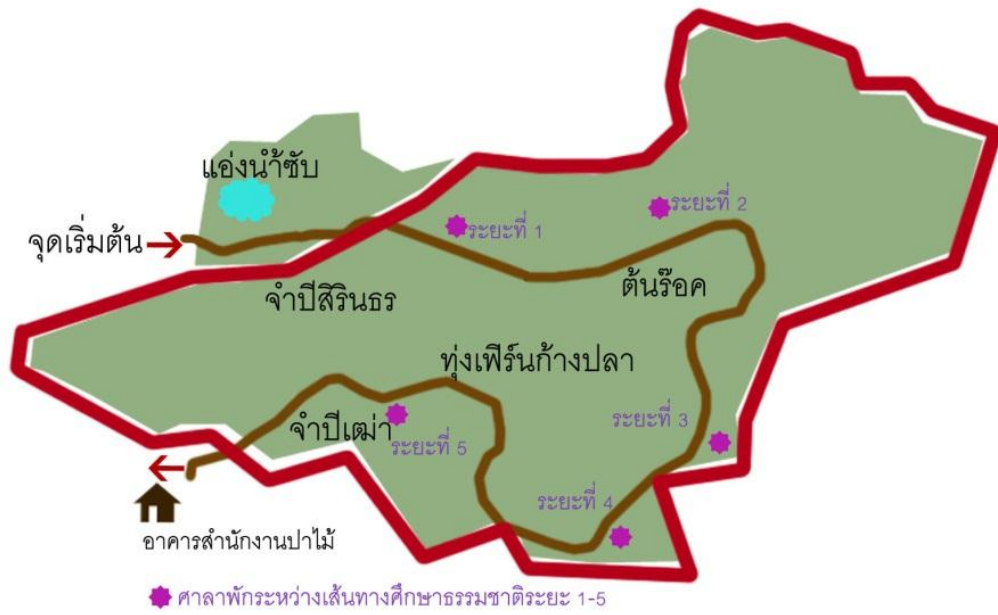 แอ่งน้ำซับ
ระยะที่ 2
ระยะที่ 1
จุดเริ่มต้น
ต้นร๊อค
จำปีสิรินธร
ทุ่งเฟิร์นก้างปลา
ระยะที่ 3
จำปีเฒ่า
ระยะที่ 5
ระยะที่ 4
อาคารสำนักงานปาไม้
ศาลาพักระหว่างเส้นทางศึกษาธรรมชาติระยะ 1-5